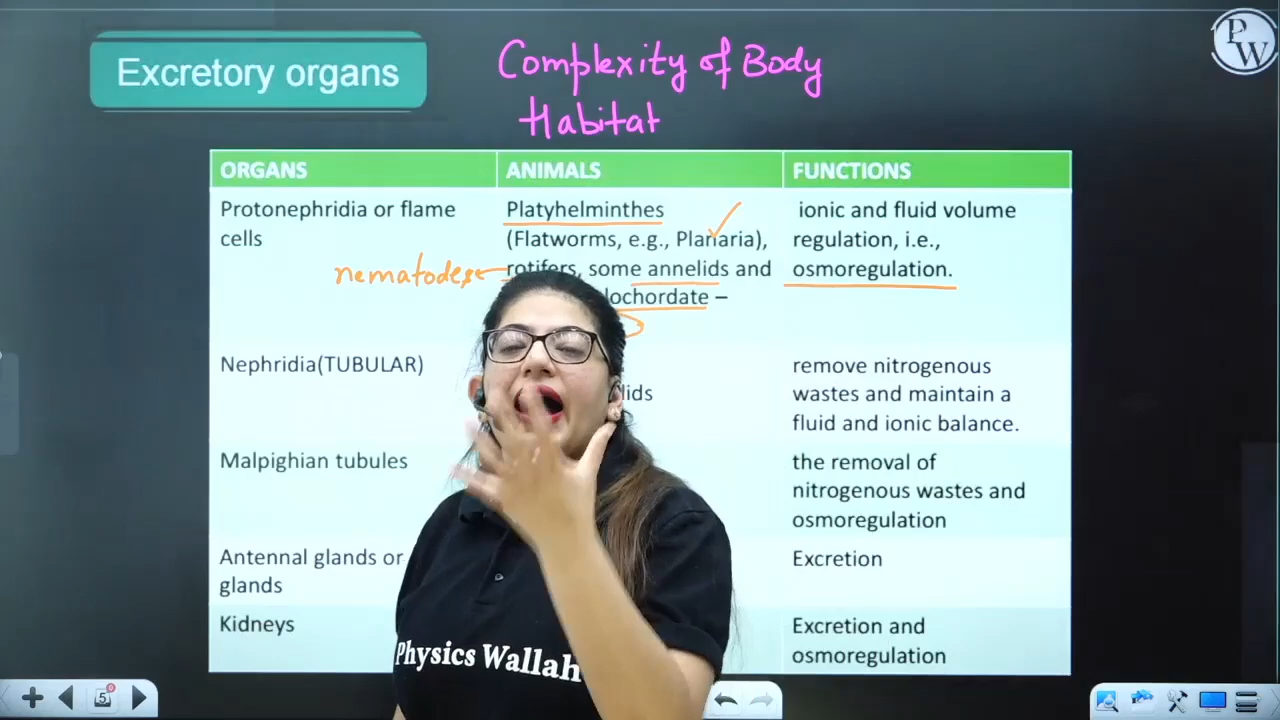 Excretory organs
Complexity of Body
Habitat
PW
ORGANS
ANIMALS
FUNCTIONS
Protonephridia or flame
cells
Platyhelminthes
(Flatworms, e.g., Planaria),
rotifers, some annelids and
lochordate –
nematodes
ionic and fluid volume
regulation, i.e.,
osmoregulation.
Nephridia(TUBULAR)
lids
remove nitrogenous
wastes and maintain a
fluid and ionic balance.
Malpighian tubules
the removal of
nitrogenous wastes and
osmoregulation
Antennal glands or
glands
Excretion
Kidneys
Excretion and
osmoregulation
Physics Wallah
5